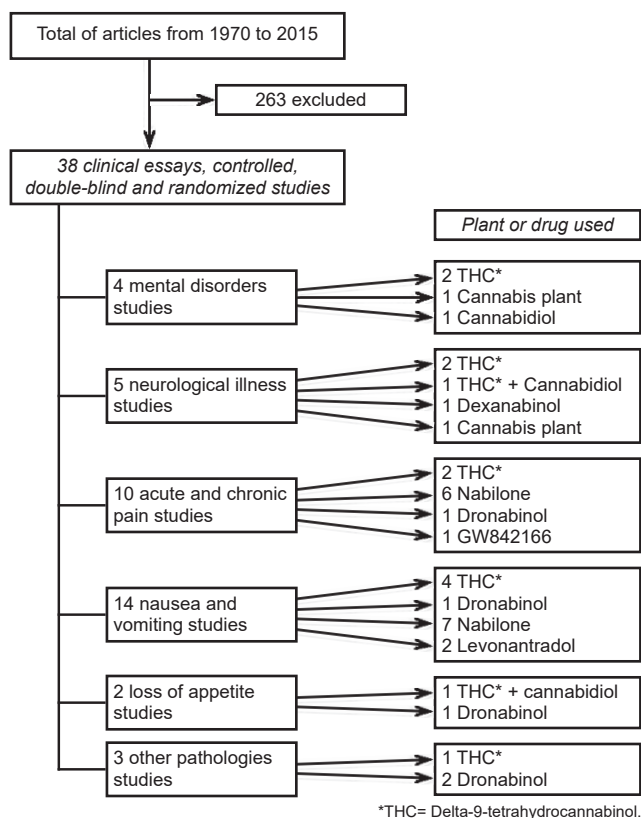 Total of articles from 1970 to 2015
263 excluded
38 clinical essays, controlled,
double-blind and randomized studies
Plant or drug used
4 mental disorders
studies
2 THC*
1 Cannabis plant
1 Cannabidiol
5 neurological illness
studies
2 THC*
1 THC* + Cannabidiol
1 Dexanabinol
1 Cannabis plant
10 acute and chronic
pain studies
2 THC*
6 Nabilone
1 Dronabinol
1 GW842166
14 nausea and
vomiting studies
4 THC*
1 Dronabinol
7 Nabilone
2 Levonantradol
2 loss of appetite
studies
1 THC* + cannabidiol
1 Dronabinol
3 other pathologies
studies
1 THC*
2 Dronabinol
*THC= Delta-9-tetrahydrocannabinol.